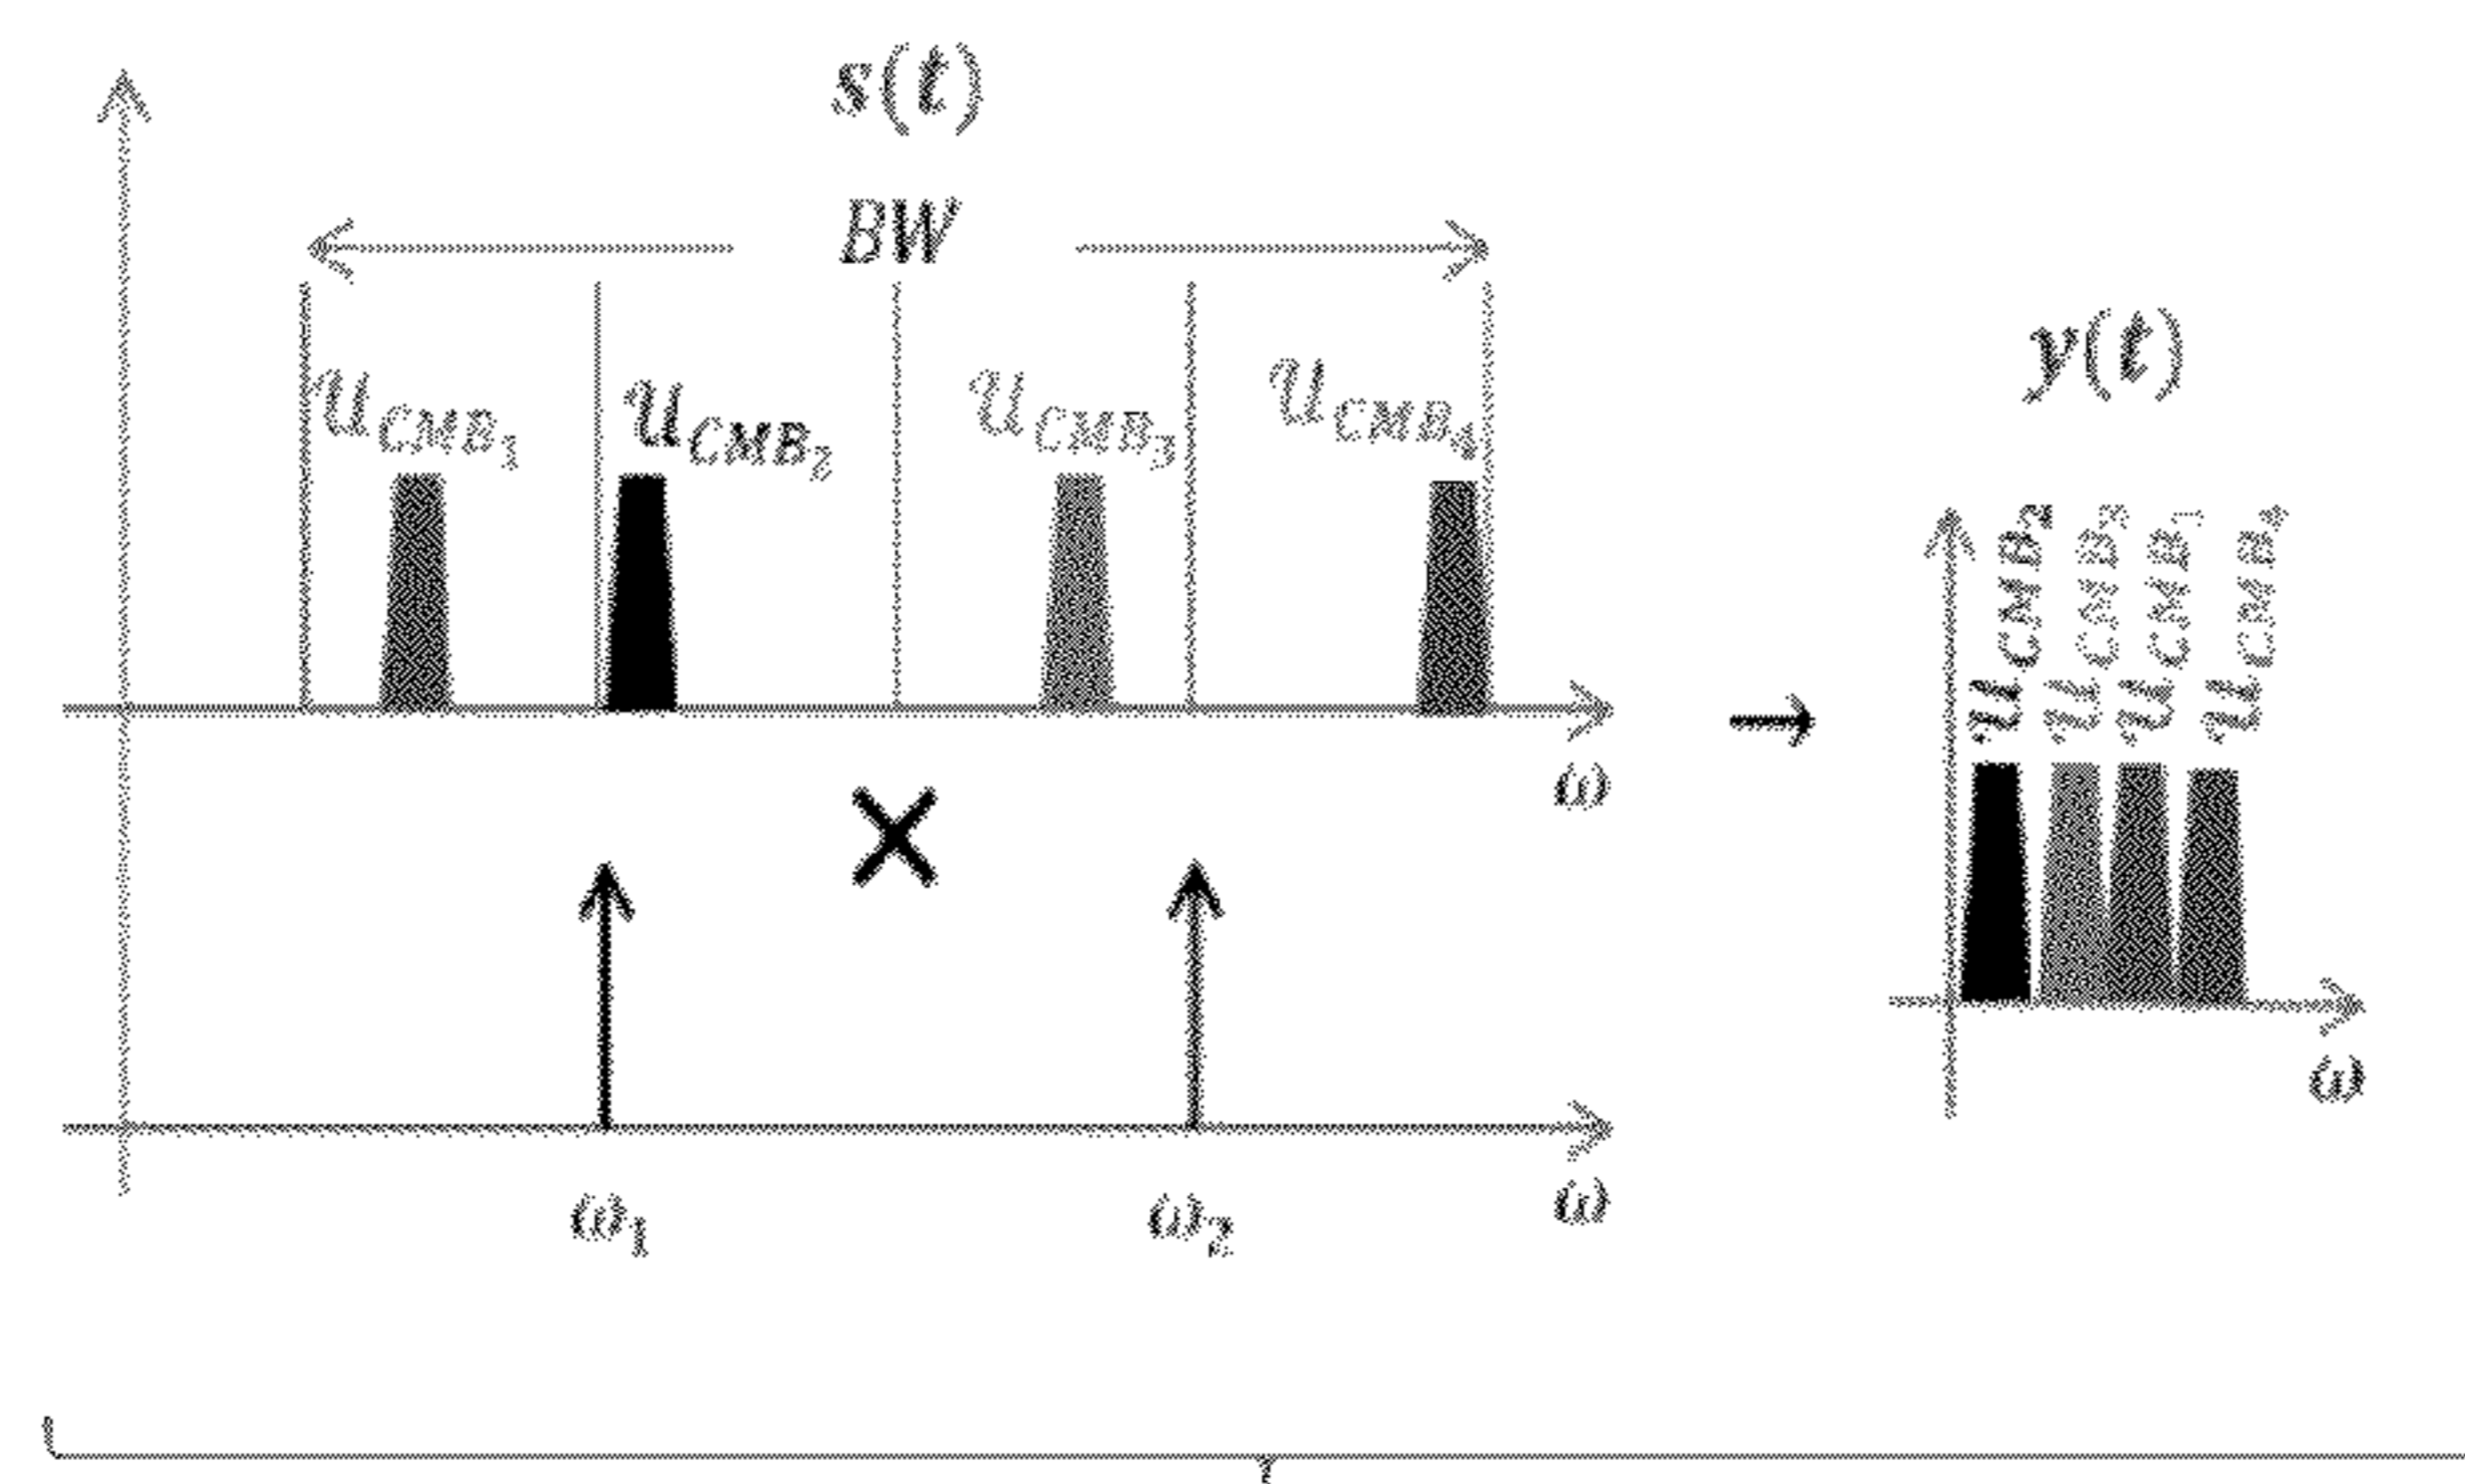 s(t)
BW
𝒰_CMB₁ 𝒰_CMB₂ 𝒰_CMB₃ 𝒰_CMB₄
ω
×
ω₁ ω₂ ω
→
y(t)
𝒰_CMB₂
𝒰_CMB₃
𝒰_CMB₁
𝒰_CMB₄
ω